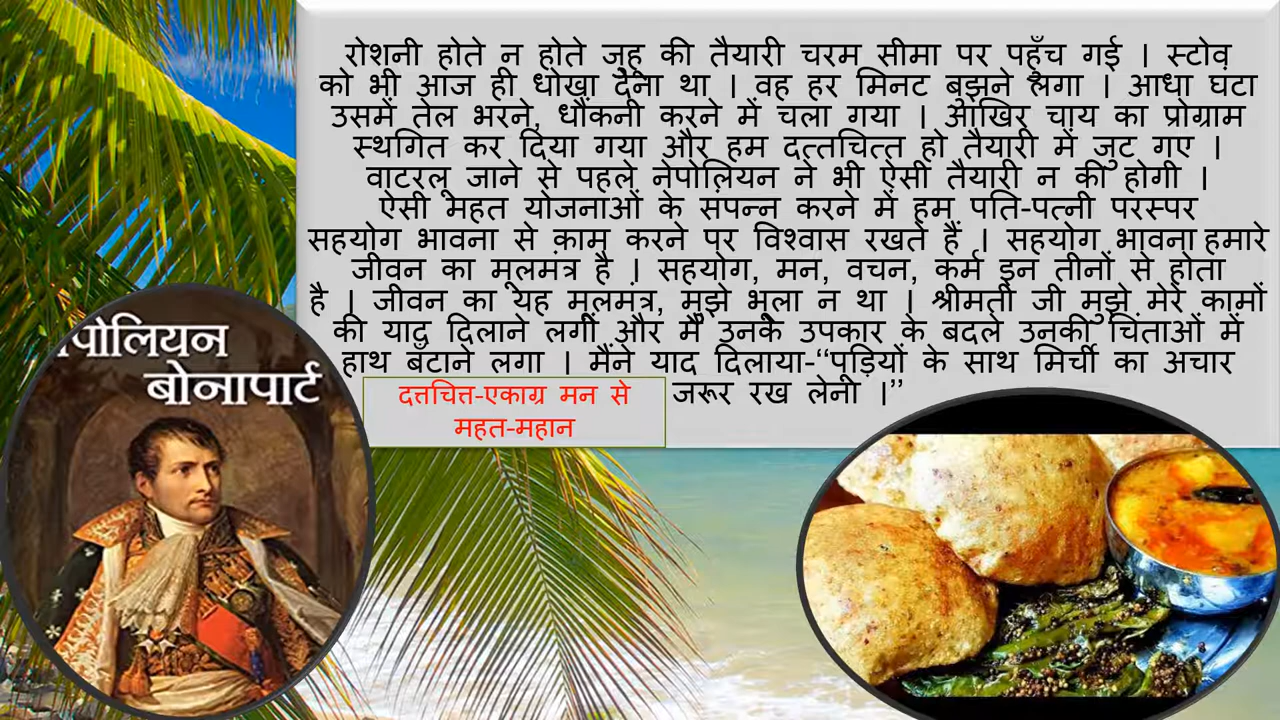 रोशनी होते न होते जुहू की तैयारी चरम सीमा पर पहुँच गई । स्टोव़
को भी आज ही धोखा देना था । वह हर मिनट बुझने लगा । आधा घंटा
उसमें तेल भरने, धौंकनी करने में चला गया । आखिर चाय का प्रोग्राम
स्थगित कर दिया गया और हम दत्तचित्त हो तैयारी में जुट गए ।
वाटरलू जाने से पहले नेपोलियन ने भी ऐसी तैयारी न की होगी ।
ऐसी महत योजनाओं के संपन्न करने में हम पति-पत्नी परस्पर
सहयोग भावना से काम करने पर विश्वास रखते हैं । सहयोग भावना हमारे
जीवन का मूलमंत्र है । सहयोग, मन, वचन, कर्म इन तीनों से होता
है । जीवन का यह मूलमंत्र, मुझे भूला न था । श्रीमती जी मुझे मेरे कामों
की याद दिलाने लगीं और मैं उनके उपकार के बदले उनकी चिंताओं में
हाथ बँटाने लगा । मैंने याद दिलाया-‘‘पूड़ियों के साथ मिर्ची का अचार
जरूर रख लेनी ।’’
दत्तचित्त-एकाग्र मन से
महत-महान
पोलियन
बोनापार्ट